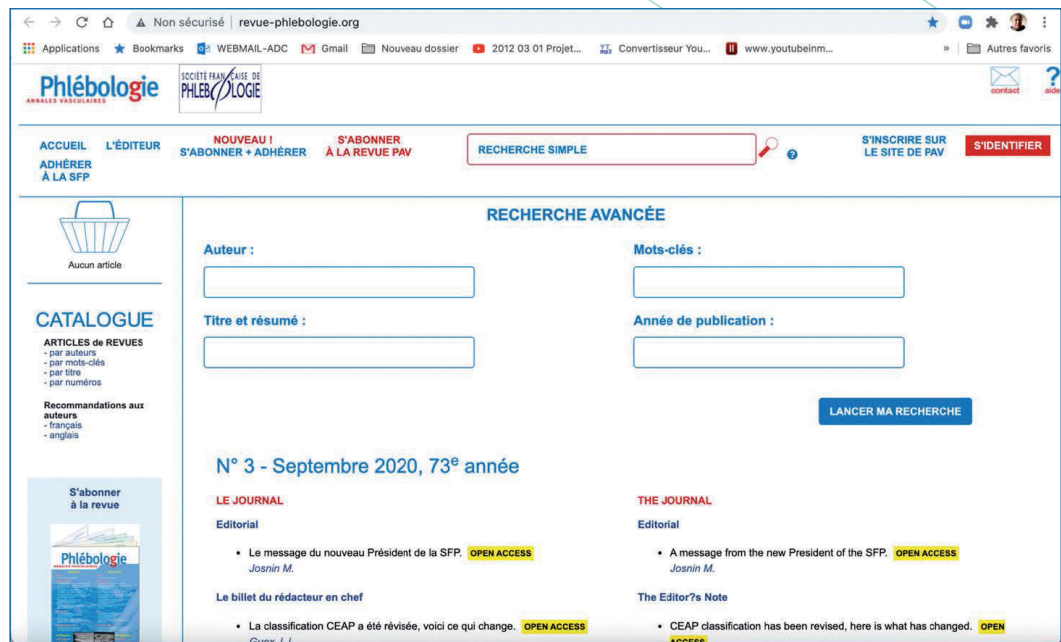 Non sécurisé | revue-phlebologie.org
Applications Bookmarks WEBMAIL-ADC Gmail Nouveau dossier 2012 03 01 Projet... Convertisseur You... www.youtubeinm... » Autres favoris
Phlébologie
ANNALES VASCULAIRES
SOCIÉTÉ FRANÇAISE DE
PHLEBOLOGIE
contact
aide
ACCUEIL L'ÉDITEUR
ADHÉRER
À LA SFP
NOUVEAU !
S'ABONNER + ADHÉRER
S'ABONNER
À LA REVUE PAV
RECHERCHE SIMPLE
S'INSCRIRE SUR
LE SITE DE PAV
S'IDENTIFIER
Aucun article
CATALOGUE
ARTICLES de REVUES
- par auteurs
- par mots-clés
- par titre
- par numéros
Recommandations aux
auteurs
- français
- anglais
S'abonner
à la revue
Phlébologie
RECHERCHE AVANCÉE
Auteur :
Mots-clés :
Titre et résumé :
Année de publication :
LANCER MA RECHERCHE
N° 3 - Septembre 2020, 73e année
LE JOURNAL
Editorial
• Le message du nouveau Président de la SFP. OPEN ACCESS
Josnin M.
Le billet du rédacteur en chef
• La classification CEAP a été révisée, voici ce qui change. OPEN ACCESS
THE JOURNAL
Editorial
• A message from the new President of the SFP. OPEN ACCESS
Josnin M.
The Editor?s Note
• CEAP classification has been revised, here is what has changed. OPEN
ACCESS